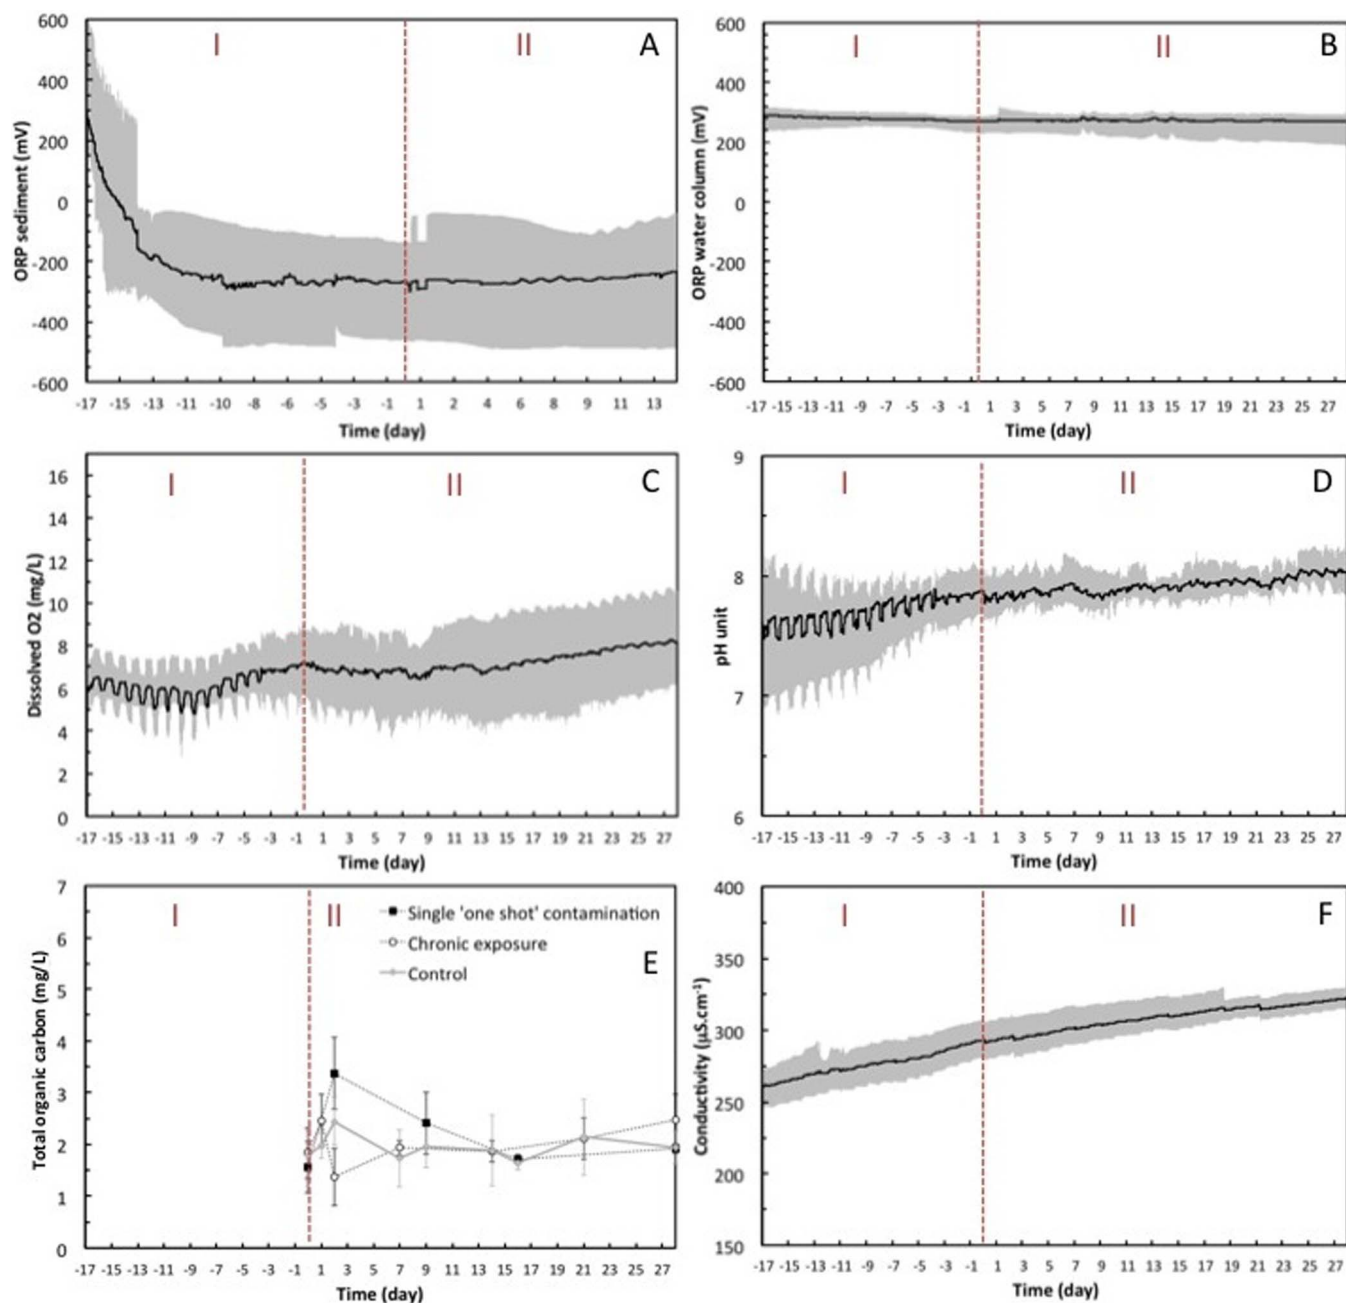 I II A
ORP sediment (mV)
600
400
200
0
-200
-400
-600
-17 -15 -13 -11 -10 -8 -6 -5 -3 -1 1 2 4 6 8 9 11 13
Time (day)
I II B
ORP water column (mV)
600
400
200
0
-200
-400
-600
-17 -15 -13 -11 -9 -7 -5 -3 -1 1 3 5 7 9 11 13 15 17 19 21 23 25 27
Time (day)
I II C
Dissolved O2 (mg/L)
16
14
12
10
8
6
4
2
0
-17 -15 -13 -11 -9 -7 -5 -3 -1 1 3 5 7 9 11 13 15 17 19 21 23 25 27
Time (day)
I II D
pH unit
9
8
7
6
-17 -15 -13 -11 -9 -7 -5 -3 -1 1 3 5 7 9 11 13 15 17 19 21 23 25 27
Time (day)
I II E
Single 'one shot' contamination
Chronic exposure
Control
Total organic carbon (mg/L)
7
6
5
4
3
2
1
0
-17 -15 -13 -11 -9 -7 -5 -3 -1 1 3 5 7 9 11 13 15 17 19 21 23 25 27
Time (day)
I II F
Conductivity (µS.cm⁻¹)
400
350
300
250
200
150
-17 -15 -13 -11 -9 -7 -5 -3 -1 1 3 5 7 9 11 13 15 17 19 21 23 25 27
Time (day)